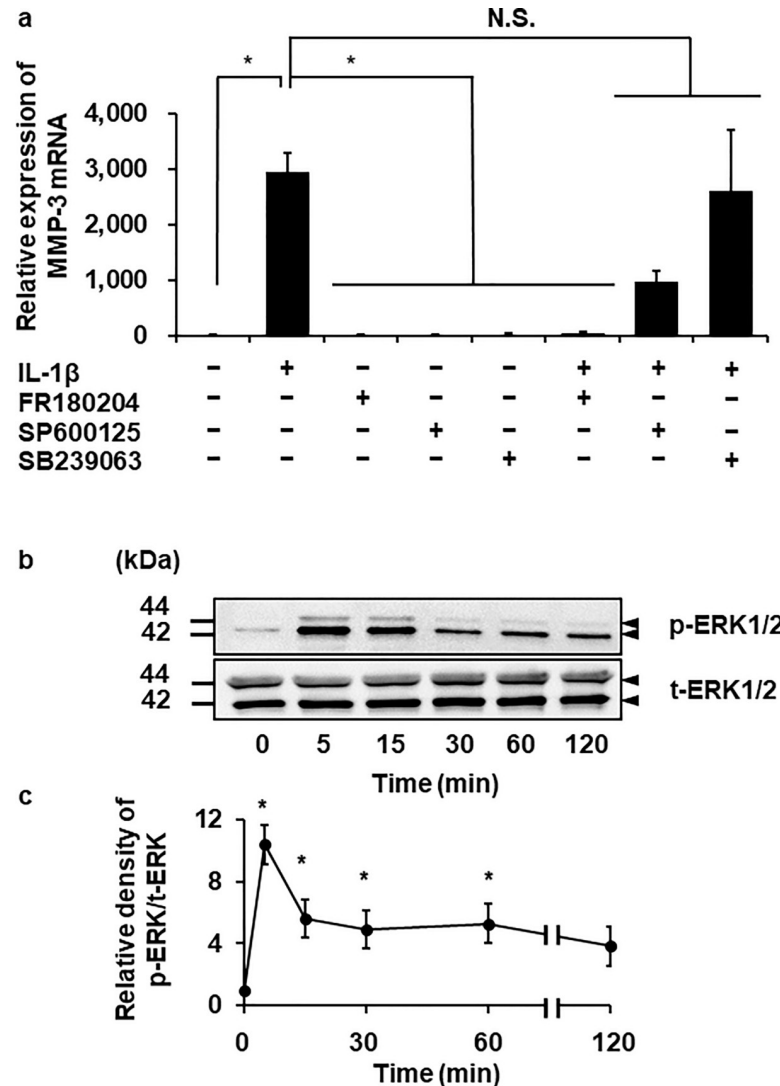 a
N.S.
* *
Relative expression of
MMP-3 mRNA
4,000
3,000
2,000
1,000
0
IL-1β - + - - - + + +
FR180204 - - + - - + - -
SP600125 - - - + - - + -
SB239063 - - - - + - - +
b (kDa)
44
42
p-ERK1/2
44
42
t-ERK1/2
0 5 15 30 60 120
Time (min)
c
Relative density of
p-ERK/t-ERK
12
8
4
0
* * * *
0 30 60 120
Time (min)